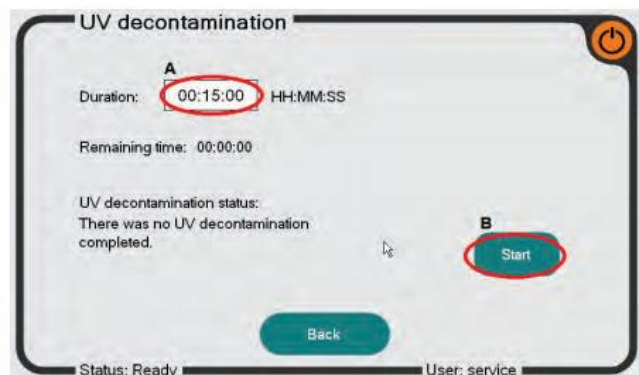 UV decontamination
A
Duration: 00:15:00 HH:MM:SS
Remaining time: 00:00:00
UV decontamination status:
There was no UV decontamination
completed.
B
Start
Back
Status: Ready User: service